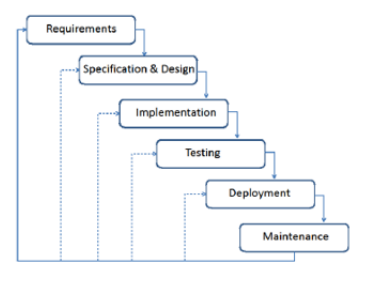 Requirements
Specification & Design
Implementation
Testing
Deployment
Maintenance